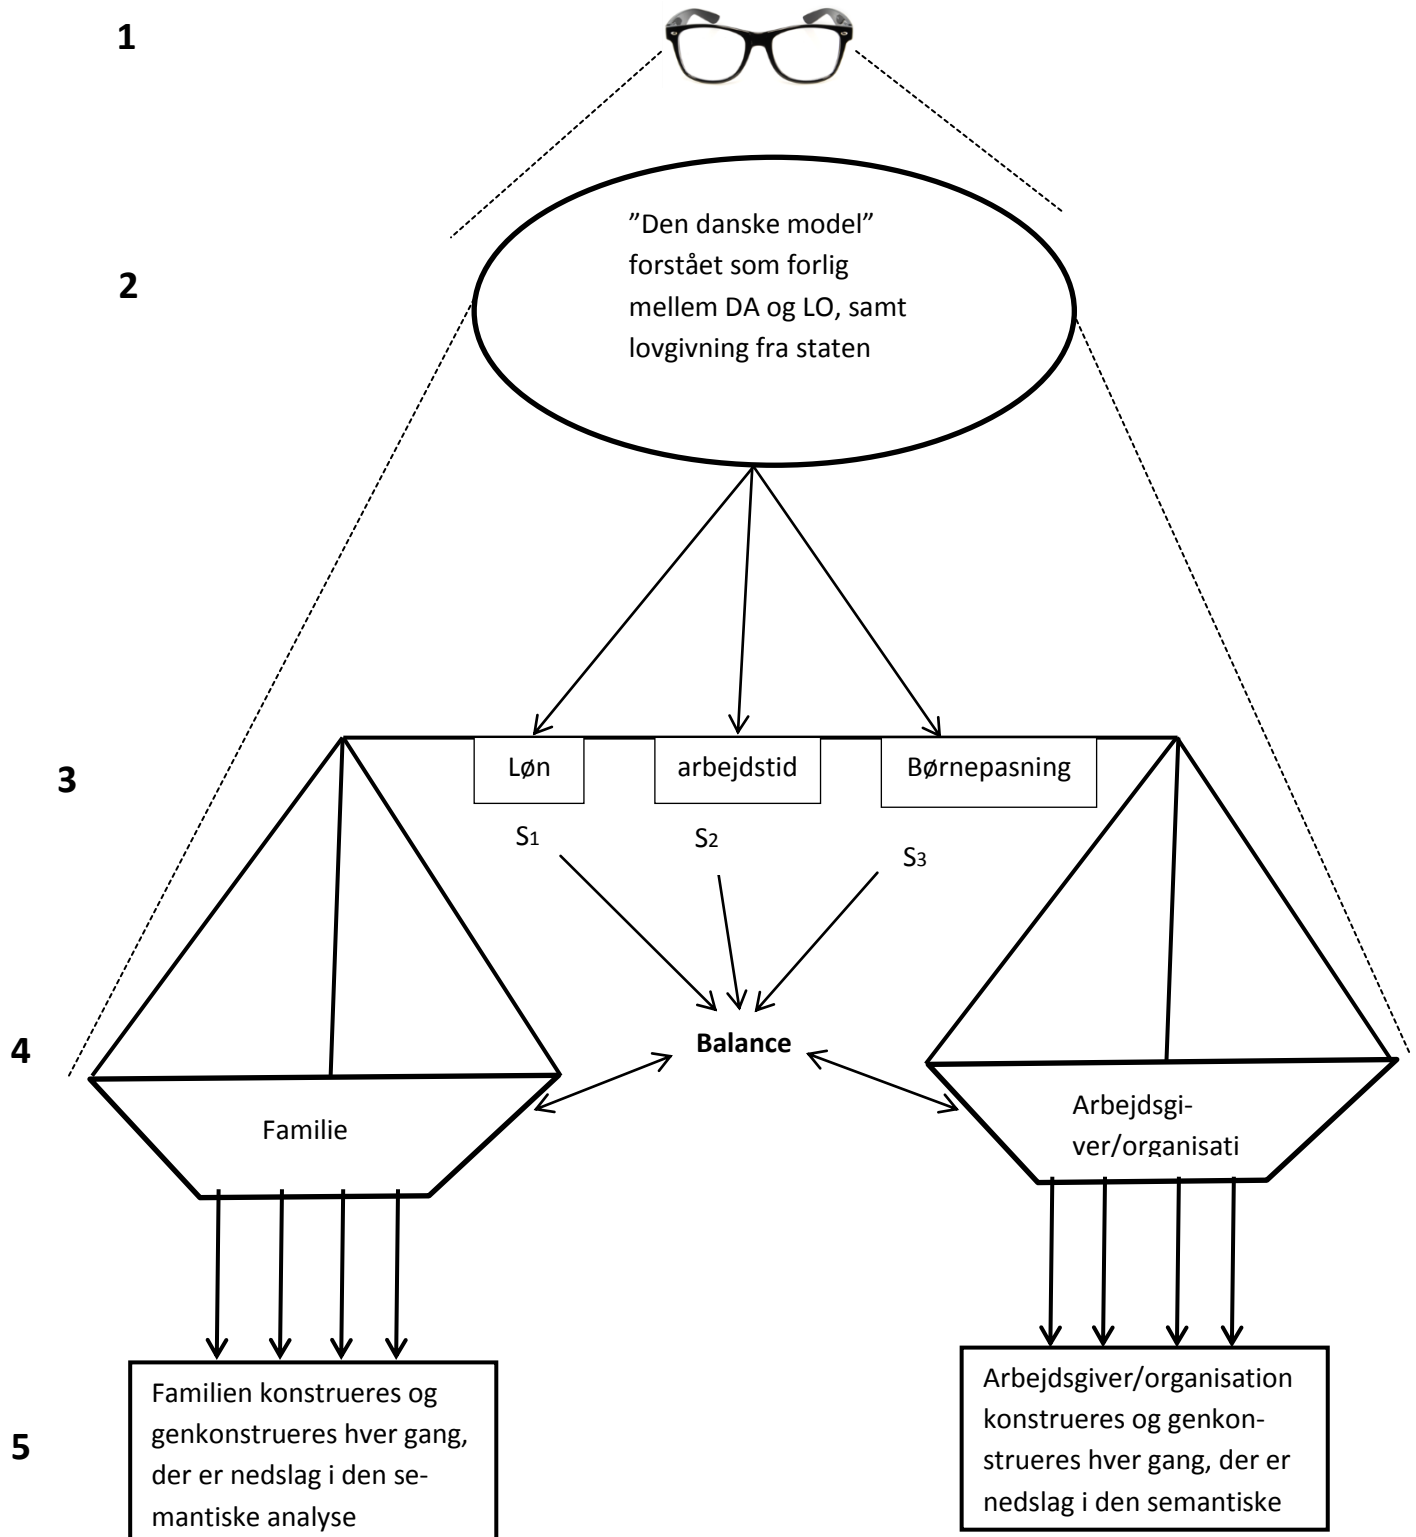 1
2
”Den danske model”
forstået som forlig
mellem DA og LO, samt
lovgivning fra staten
3
Løn
arbejdstid
Børnepasning
S1
S2
S3
4
Balance
Familie
Arbejdsgi-
ver/organisati
5
Familien konstrueres og
genkonstrueres hver gang,
der er nedslag i den se-
mantiske analyse
Arbejdsgiver/organisation
konstrueres og genkon-
strueres hver gang, der er
nedslag i den semantiske